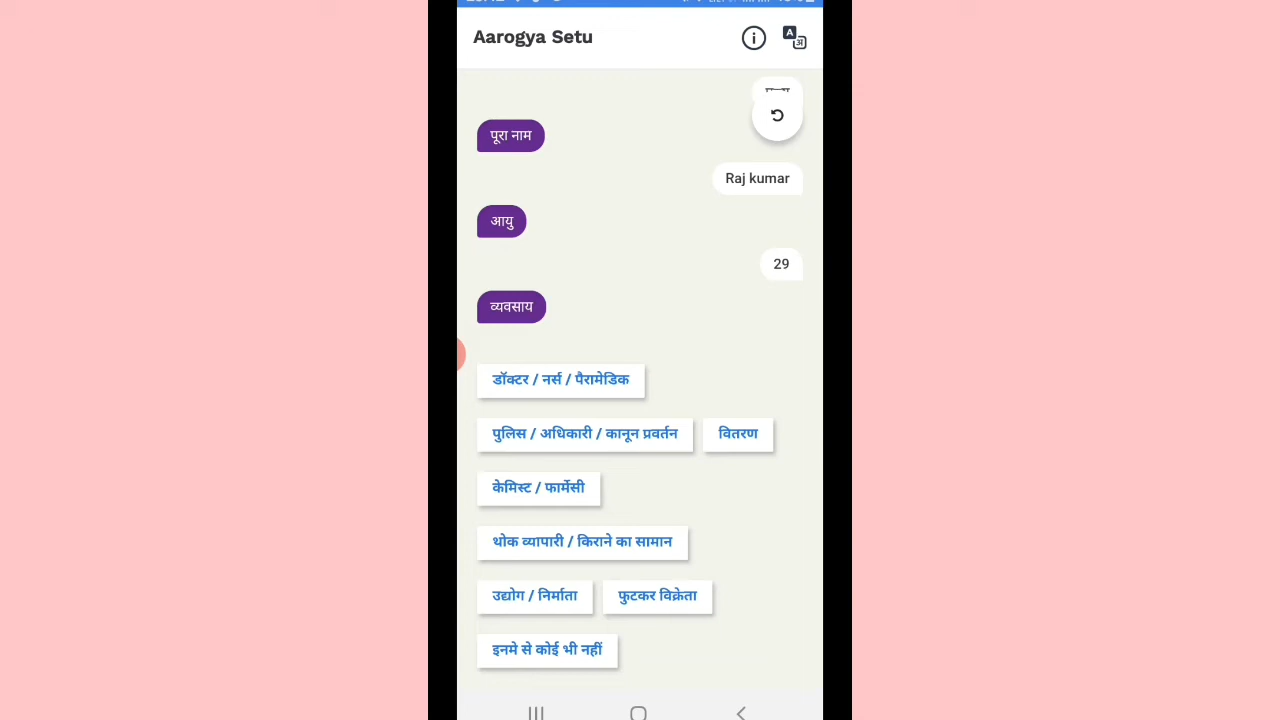 Aarogya Setu
पूरा नाम
Raj kumar
आयु
29
व्यवसाय
डॉक्टर / नर्स / पैरामेडिक
पुलिस / अधिकारी / कानून प्रवर्तन वितरण
केमिस्ट / फार्मेसी
थोक व्यापारी / किराने का सामान
उद्योग / निर्माता फुटकर विक्रेता
इनमे से कोई भी नहीं